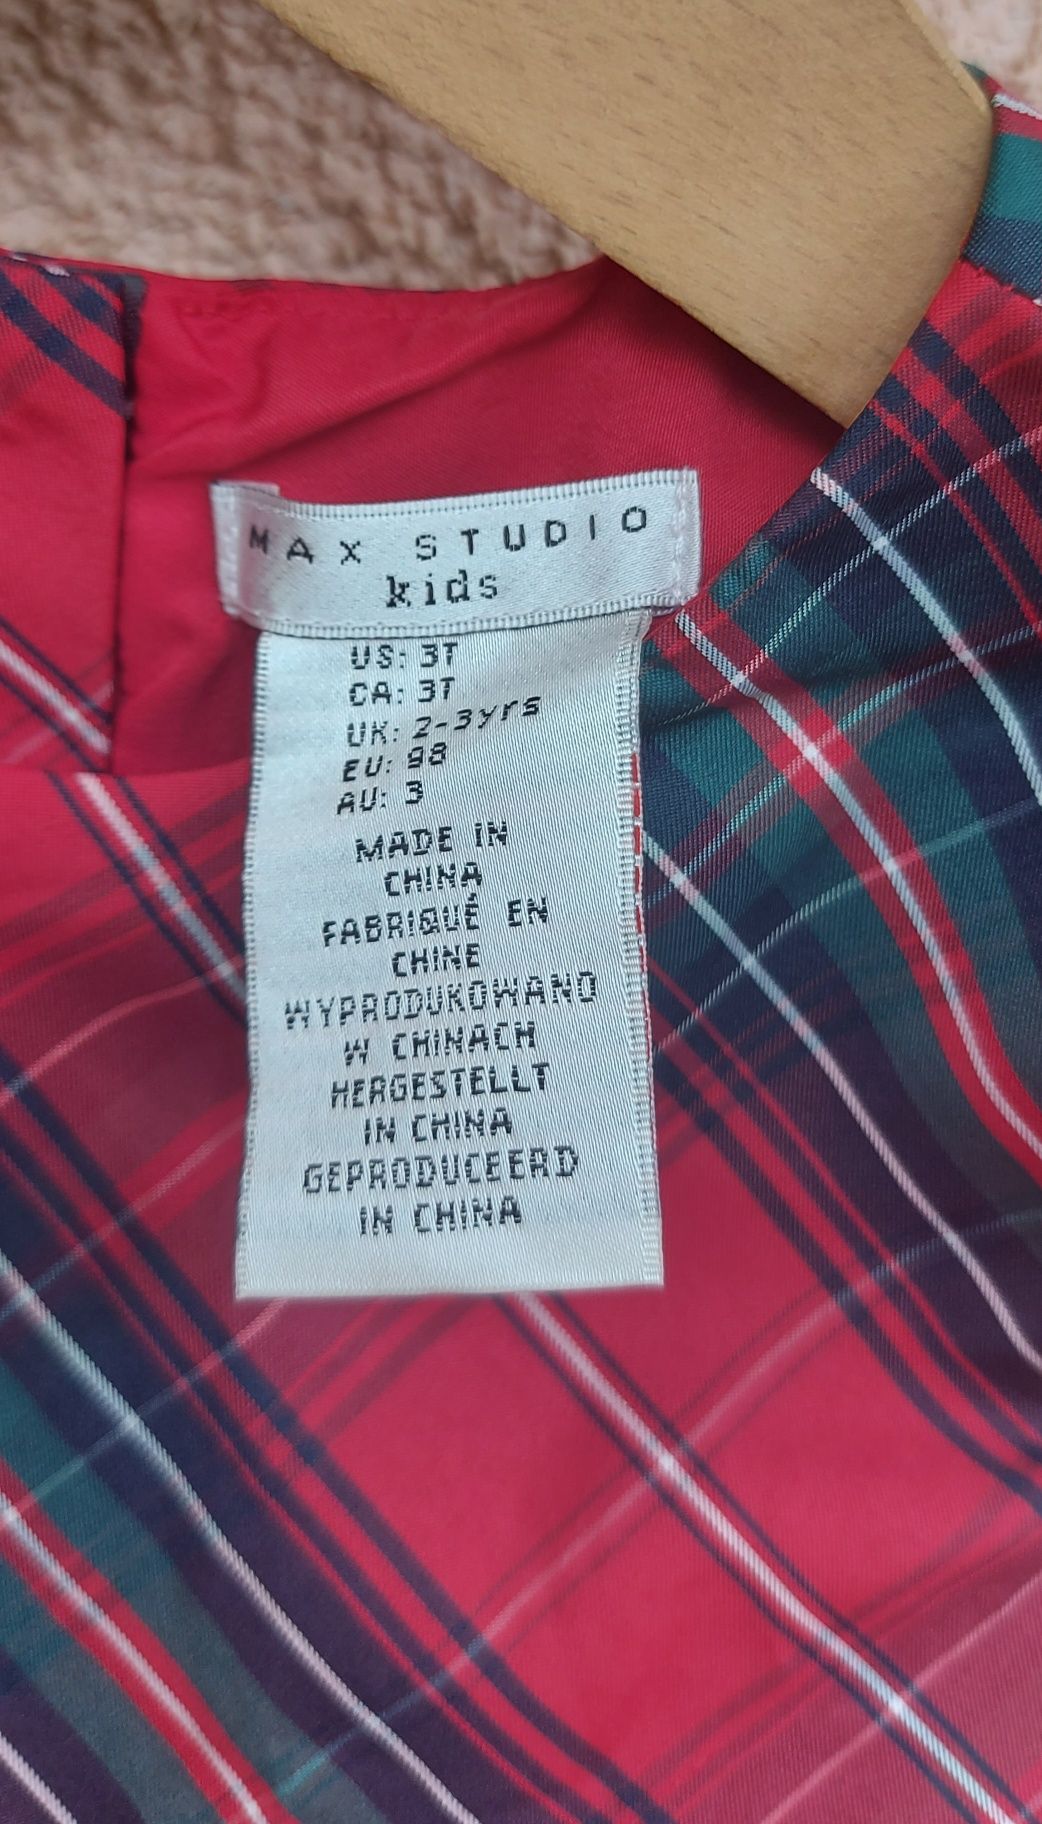 MAX STUDIO
kids
US: 3T
CA: 3T
UK: 2-3yrs
EU: 98
AU: 3
MADE IN
CHINA
FABRIQUÉ EN
CHINE
WYPRODUKOWANO
W CHINACH
HERGESTELLT
IN CHINA
GEPRODUCEERD
IN CHINA